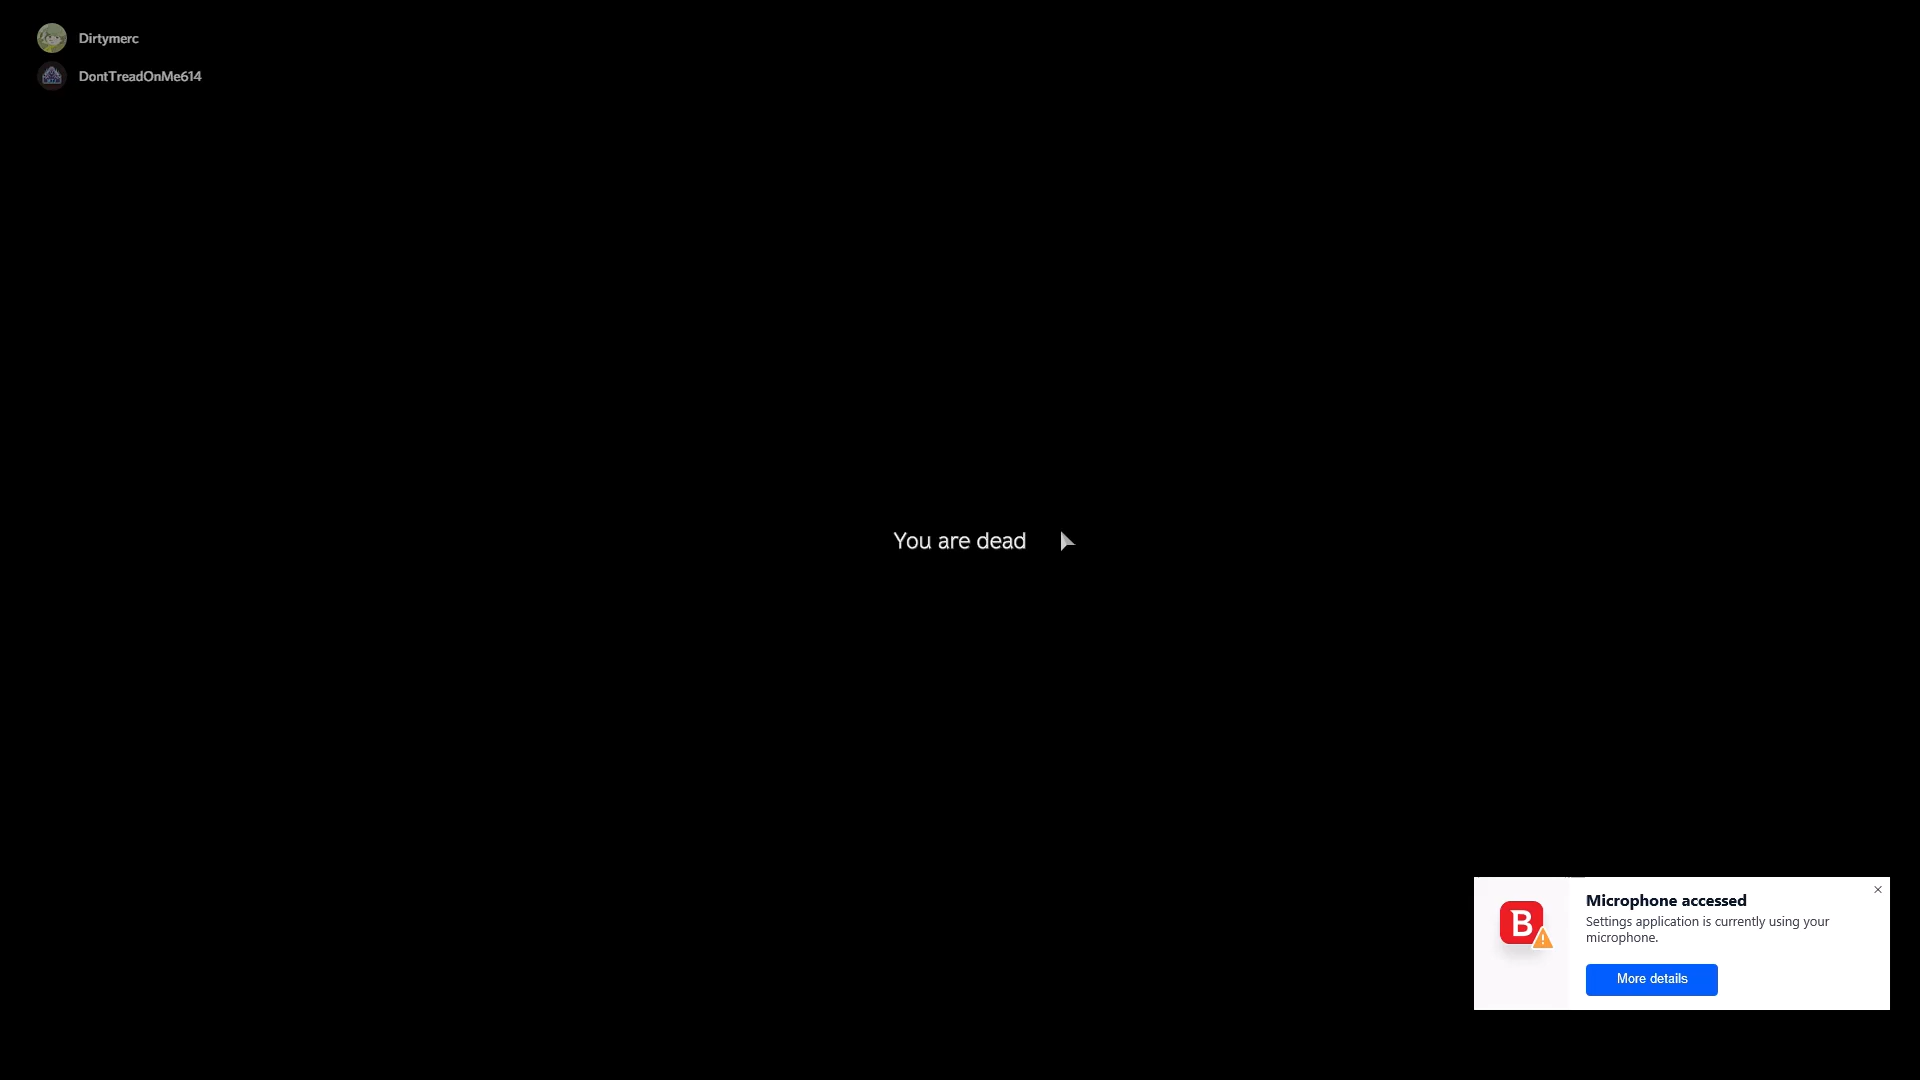 Dirtymerc
DontTreadOnMe614
You are dead
B
Microphone accessed
Settings application is currently using your
microphone.
More details